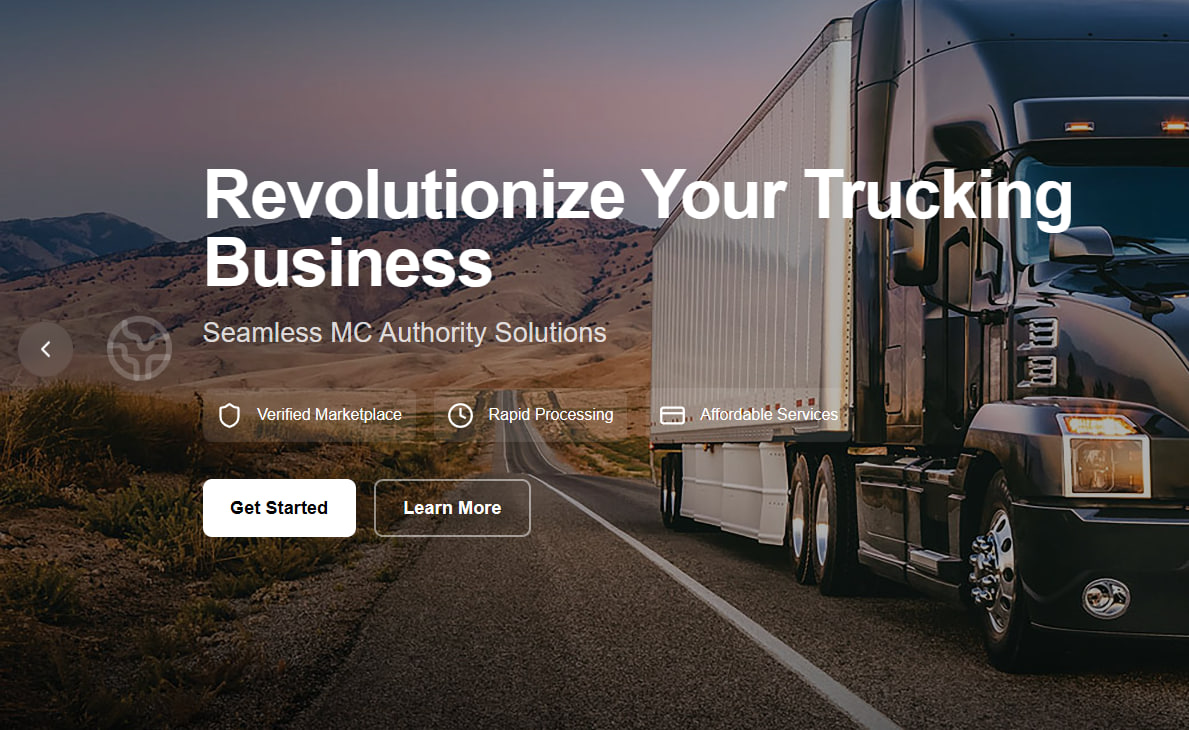 Revolutionize Your Trucking
Business
Seamless MC Authority Solutions
Verified Marketplace
Rapid Processing
Affordable Services
Get Started
Learn More